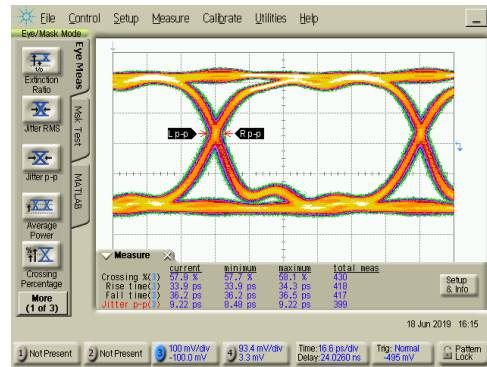 File Control Setup Measure Calibrate Utilities Help
Eye/Mask Mode
Extinction
Ratio
Jitter RMS
Jitter p-p
Average
Power
Crossing
Percentage
More
(1 of 3)
Eye Meas
Msk Test
MATLAB
L p-p
R p-p
Measure
current minimum maximum total meas
Crossing %(3) 57.9 % 57.7 % 58.1 % 430
Rise time(3) 33.9 ps 33.9 ps 34.3 ps 418
Fall time(3) 36.2 ps 36.2 ps 36.5 ps 417
Jitter p-p(3) 9.22 ps 8.48 ps 9.22 ps 399
Setup
& Info
18 Jun 2019 16:15
1) Not Present
2) Not Present
3) 100 mV/div
-100.0 mV
4) 93.4 mV/div
3.3 mV
Time:16.6 ps/div
Delay:24.0260 ns
Trig: Normal
-495 mV
Pattern
Lock